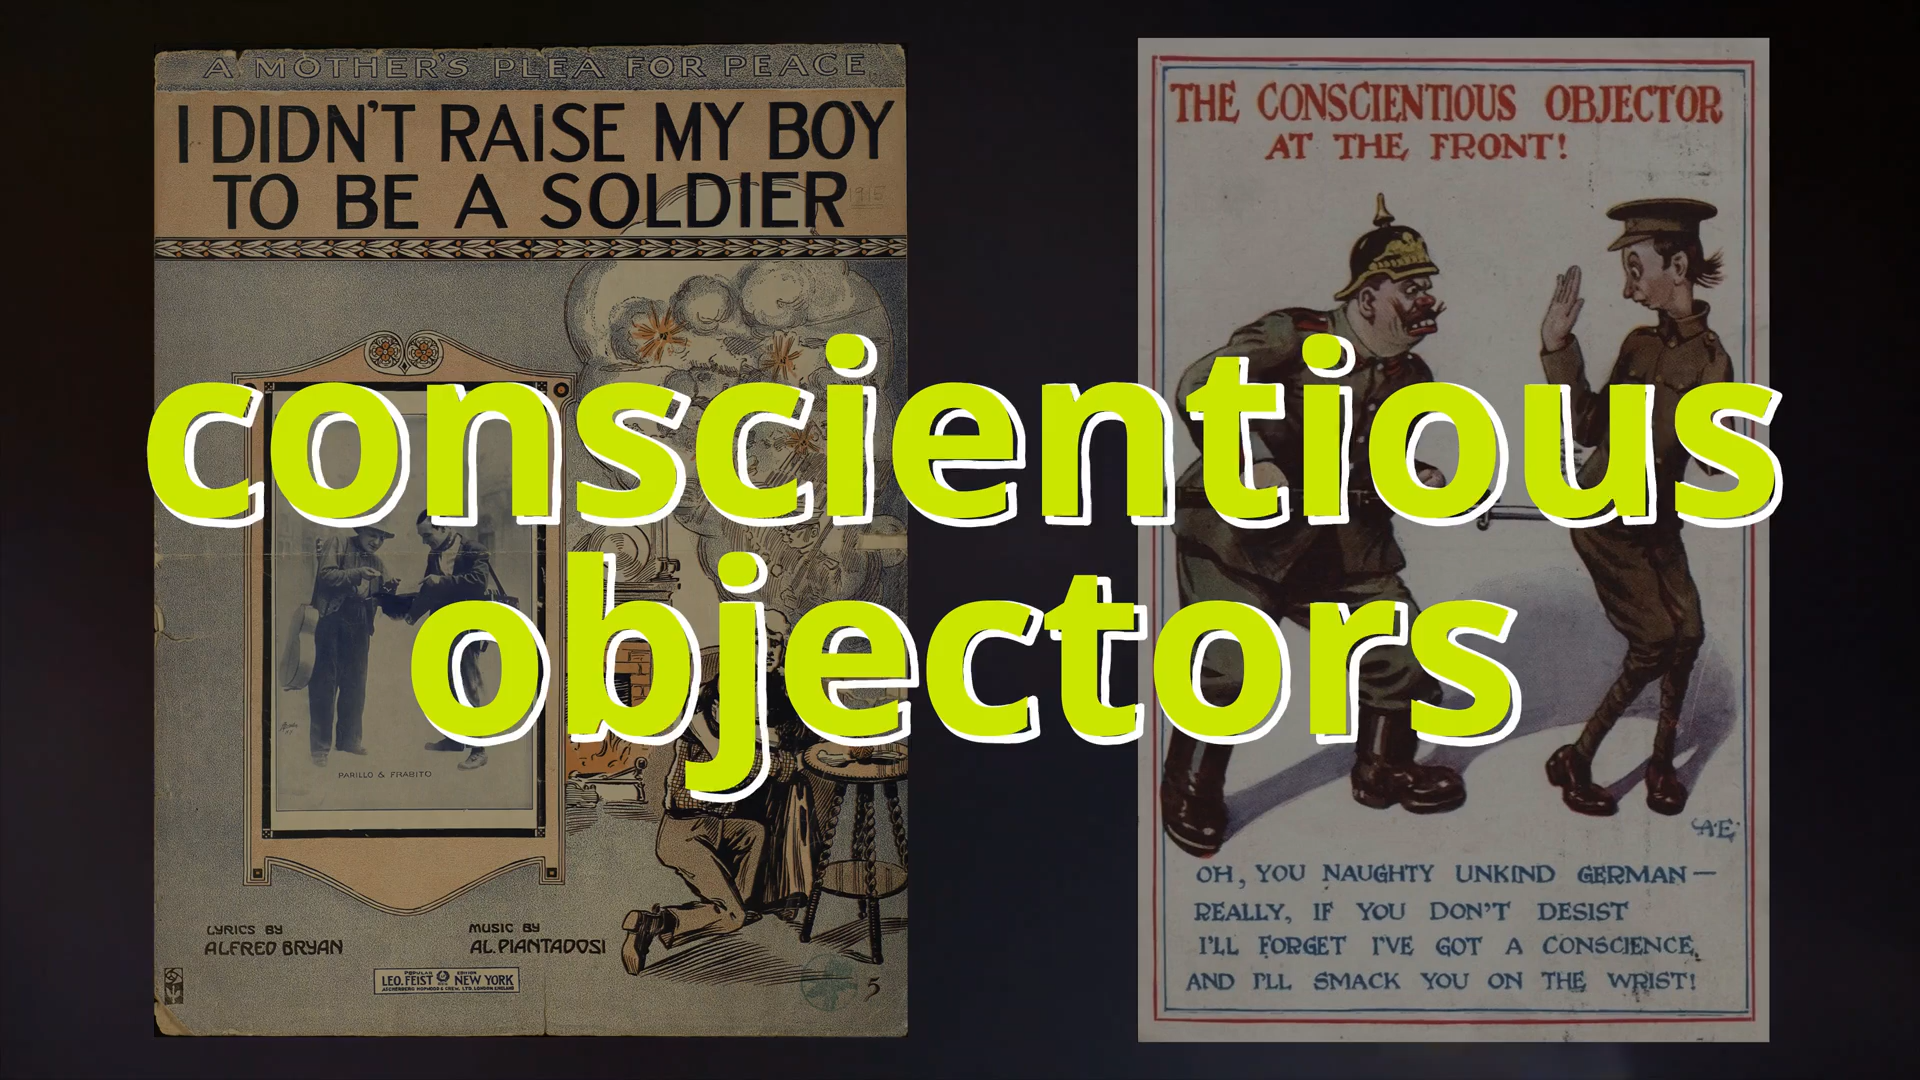 A MOTHER'S PLEA FOR PEACE
I DIDN'T RAISE MY BOY
TO BE A SOLDIER
THE CONSCIENTIOUS OBJECTOR
AT THE FRONT!
conscientious
objectors
PARILLO & FRABITO
LYRICS BY
ALFRED BRYAN
MUSIC BY
AL. PIANTADOSI
POPULAR EDITION
LEO. FEIST NEW YORK
5
A.E.
OH, YOU NAUGHTY UNKIND GERMAN—
REALLY, IF YOU DON'T DESIST
I'LL FORGET I'VE GOT A CONSCIENCE,
AND I'LL SMACK YOU ON THE WRIST!